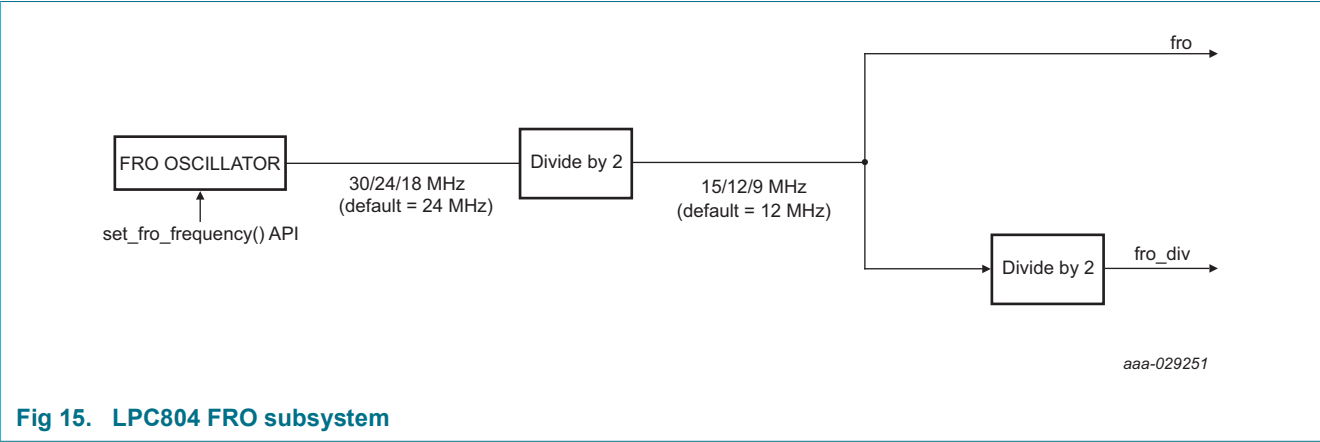 fro
FRO OSCILLATOR
30/24/18 MHz
(default = 24 MHz)
set_fro_frequency() API
Divide by 2
15/12/9 MHz
(default = 12 MHz)
Divide by 2
fro_div
aaa-029251
Fig 15. LPC804 FRO subsystem